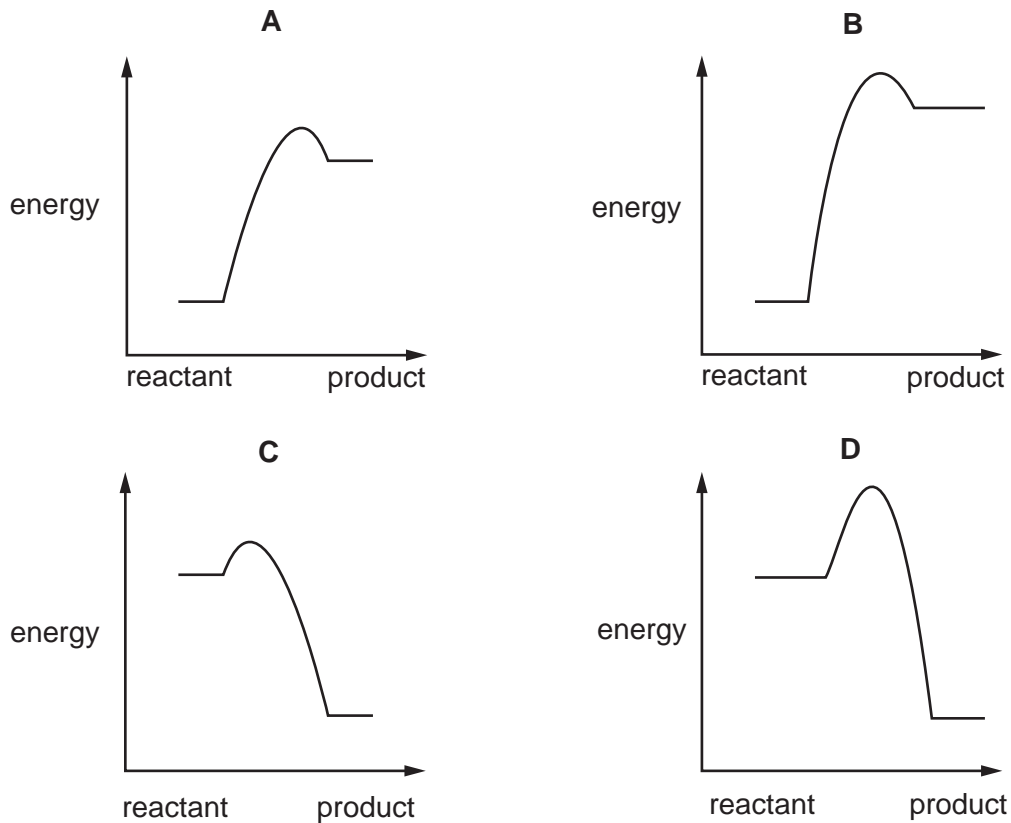 A
B
energy
energy
reactant product
reactant product
C
D
energy
energy
reactant product
reactant product